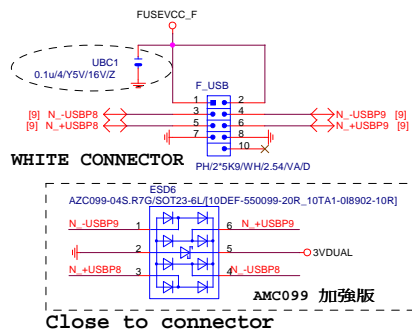 FUSEVCC_F
UBC1
0.1u/4/Y5V/16V/Z
F_USB
1 2
[9] N_-USBP8 3 4 N_-USBP9 [9]
[9] N_+USBP8 5 6 N_+USBP9 [9]
7 8
10
WHITE CONNECTOR
PH/2*5K9/WH/2.54/VA/D
ESD6
AZC099-04S.R7G/SOT23-6L/[10DEF-550099-20R_10TA1-0I8902-10R]
N_-USBP9 1 6 N_+USBP9
2 5 3VDUAL
N_+USBP8 3 4 N_-USBP8
AMC099 加強版
Close to connector